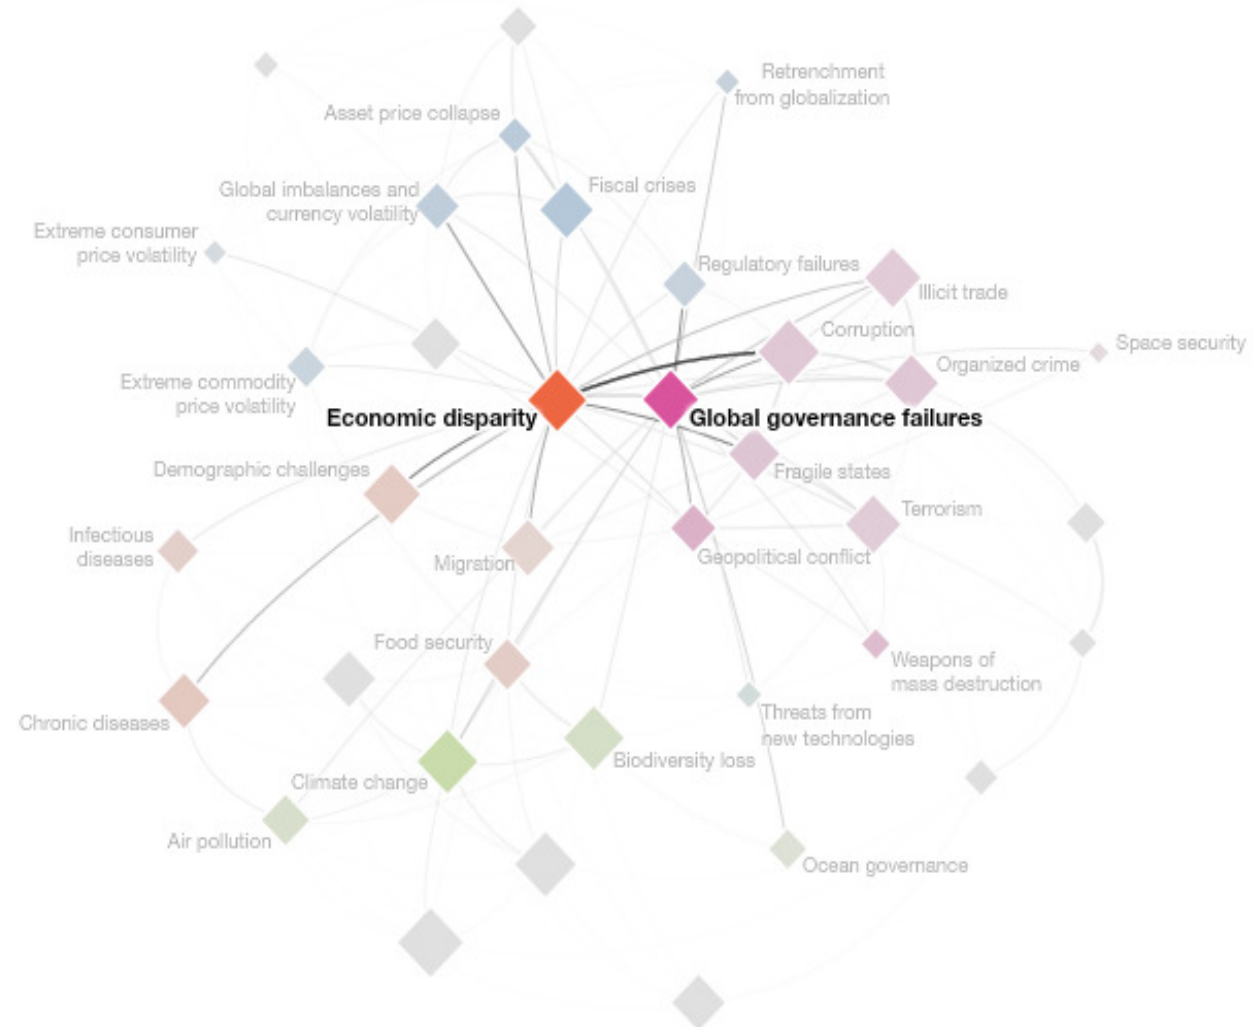 Retrenchment
from globalization
Asset price collapse
Global imbalances and
currency volatility
Fiscal crises
Extreme consumer
price volatility
Regulatory failures
Illicit trade
Corruption
Space security
Organized crime
Extreme commodity
price volatility
Economic disparity
Global governance failures
Demographic challenges
Fragile states
Terrorism
Infectious
diseases
Migration
Geopolitical conflict
Food security
Weapons of
mass destruction
Chronic diseases
Threats from
new technologies
Biodiversity loss
Climate change
Air pollution
Ocean governance